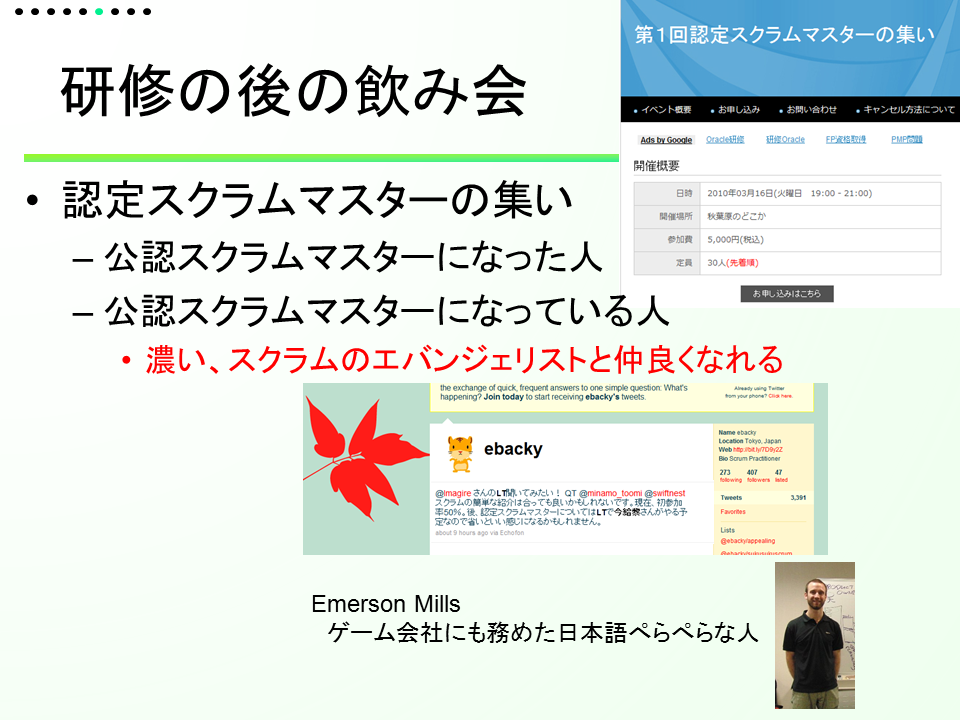 研修の後の飲み会
第１回認定スクラムマスターの集い
イベント概要 お申し込み お問い合わせ キャンセル方法について
Ads by Google Oracle研修 研修Oracle FP資格取得 PMP問題
開催概要
日時 2010年03月16日(火曜日 19:00 - 21:00)
開催場所 秋葉原のどこか
参加費 5,000円(税込)
定員 30人(先着順)
お申し込みはこちら
• 認定スクラムマスターの集い
– 公認スクラムマスターになった人
– 公認スクラムマスターになっている人
• 濃い、スクラムのエバンジェリストと仲良くなれる
the exchange of quick, frequent answers to one simple question: What's
happening? Join today to start receiving ebacky's tweets.
Already using Twitter
from your phone? Click here.
ebacky
@Imagire さんのLT聞いてみたい！ QT @minamo_toomi @swiftnest
スクラムの簡単な紹介は合っても良いかもしれないです。現在、初参加
率50%。後、認定スクラムマスターについてはLTで今給黎さんがやる予
定なので省いといい感じになるかもしれません。
about 9 hours ago via Echofon
Name ebacky
Location Tokyo, Japan
Web http://bit.ly/7D9y2Z
Bio Scrum Practitioner
273 407 47
following followers listed
Tweets 3,391
Favorites
Lists
@ebacky/appealing
Emerson Mills
ゲーム会社にも務めた日本語ぺらぺらな人